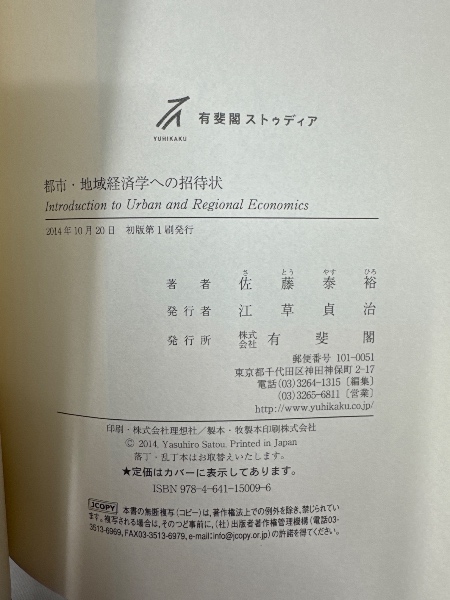 YUHIKAKU
有斐閣 ストゥディア
都市・地域経済学への招待状
Introduction to Urban and Regional Economics
2014年10月20日 初版第1刷発行
さ とう やす ひろ
著者 佐藤泰裕
発行者 江草貞治
発行所 株式会社 有斐閣
郵便番号 101-0051
東京都千代田区神田神保町 2-17
電話(03)3264-1315〔編集〕
(03)3265-6811〔営業〕
http://www.yuhikaku.co.jp/
印刷・株式会社理想社/製本・牧製本印刷株式会社
© 2014, Yasuhiro Satou. Printed in Japan
落丁・乱丁本はお取替えいたします。
★定価はカバーに表示してあります。
ISBN 978-4-641-15009-6
JCOPY 本書の無断複写(コピー)は、著作権法上での例外を除き、禁じられてい
ます。複写される場合は、そのつど事前に、(社)出版者著作権管理機構(電話03-
3513-6969, FAX03-3513-6979, e-mail:info@jcopy.or.jp)の許諾を得てください。